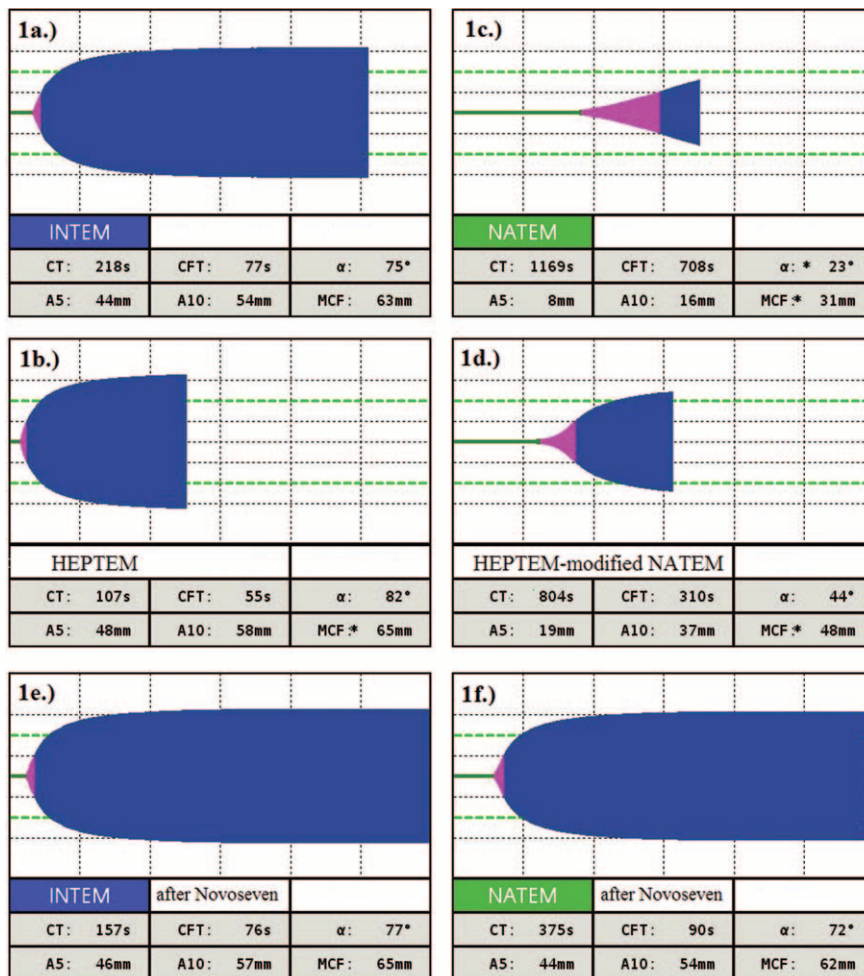 1a.)
INTEM
CT: 218s CFT: 77s α: 75°
A5: 44mm A10: 54mm MCF: 63mm
1c.)
NATEM
CT: 1169s CFT: 708s α: * 23°
A5: 8mm A10: 16mm MCF:* 31mm
1b.)
HEPTEM
CT: 107s CFT: 55s α: 82°
A5: 48mm A10: 58mm MCF:* 65mm
1d.)
HEPTEM-modified NATEM
CT: 804s CFT: 310s α: 44°
A5: 19mm A10: 37mm MCF:* 48mm
1e.)
INTEM after Novoseven
CT: 157s CFT: 76s α: 77°
A5: 46mm A10: 57mm MCF: 65mm
1f.)
NATEM after Novoseven
CT: 375s CFT: 90s α: 72°
A5: 44mm A10: 54mm MCF: 62mm